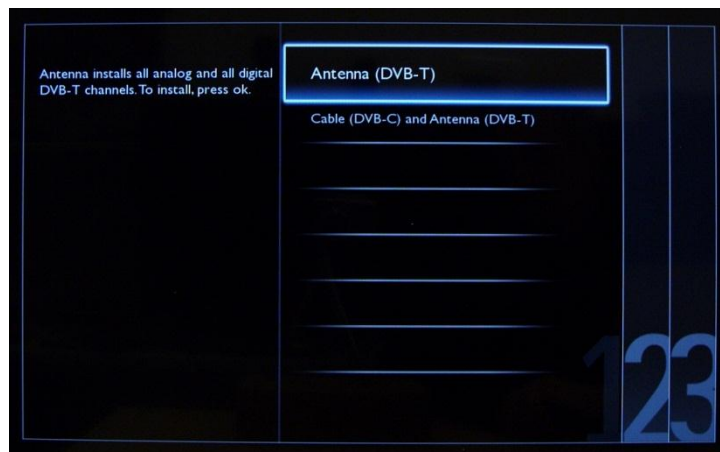 Antenna installs all analog and all digital
DVB-T channels. To install, press ok.
Antenna (DVB-T)
Cable (DVB-C) and Antenna (DVB-T)
123